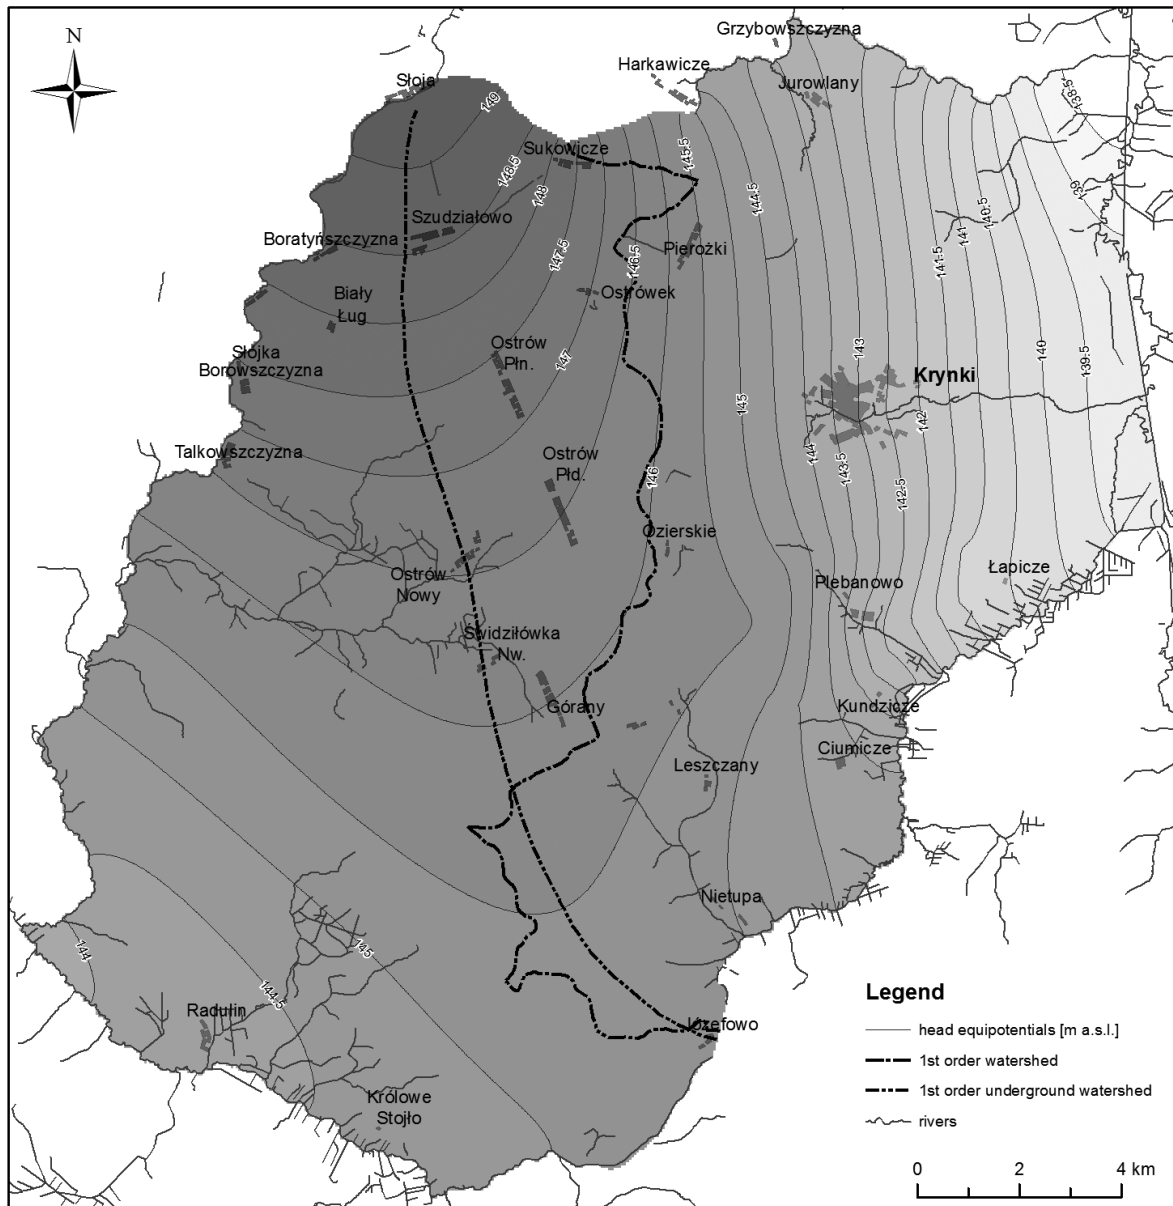 Grzybowszczyzna
N
Harkawicze
Słoja
Jurowlany
138.5
149
Sukowicze
145.5
148.5
148
144.5
139
140.5
Szudziałowo
141
Boratyńszczyzna
147.5
146.5
Pierożki
141.5
Ostrówek
Biały
Ług
143
140
139.5
Ostrów
Płn.
147
Słójka
Borowszczyzna
Krynki
145
142
Talkowszczyzna
Ostrów
Płd.
146
144
143.5
142.5
Ozierskie
Ostrów
Nowy
Plebanowo
Łapicze
Świdziłówka
Nw.
Górany
Kundzicze
Ciumicze
Leszczany
Nietupa
144
145
144.5
Radulin
Józefowo
Królowe
Stojło
Legend
head equipotentials [m a.s.l.]
1st order watershed
1st order underground watershed
rivers
0 2 4 km